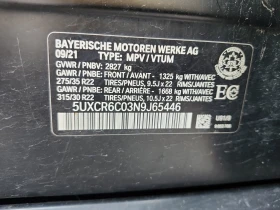 BAYERISCHE MOTOREN WERKE AG
09/21 TYPE: MPV / VTUM
GVWR / PNBV: 2827 kg
GAWR / PNBE: FRONT / AVANT - 1325 kg WITH/AVEC
275/35 R22 TIRES/PNEUS, 9.5J x 22 RIMS/JANTES
GAWR / PNBE: REAR / ARRIÈRE - 1668 kg WITH/AVEC
315/30 R22 TIRES/PNEUS, 10.5J x 22 RIMS/JANTES
5UXCR6C03N9J65446